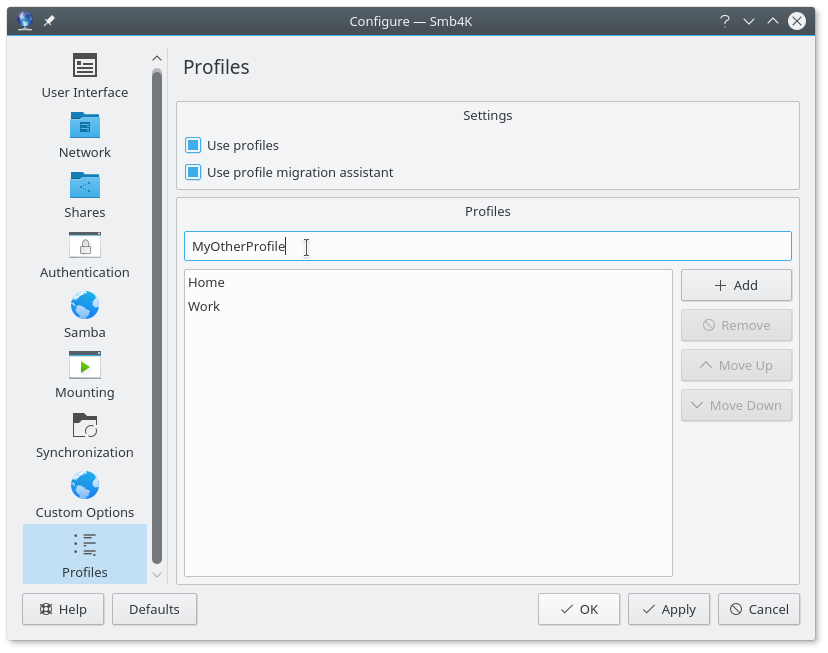 Configure — Smb4K
User Interface
Network
Shares
Authentication
Samba
Mounting
Synchronization
Custom Options
Profiles
Profiles
Settings
Use profiles
Use profile migration assistant
Profiles
MyOtherProfile
Home
Work
Add
Remove
Move Up
Move Down
Help
Defaults
OK
Apply
Cancel